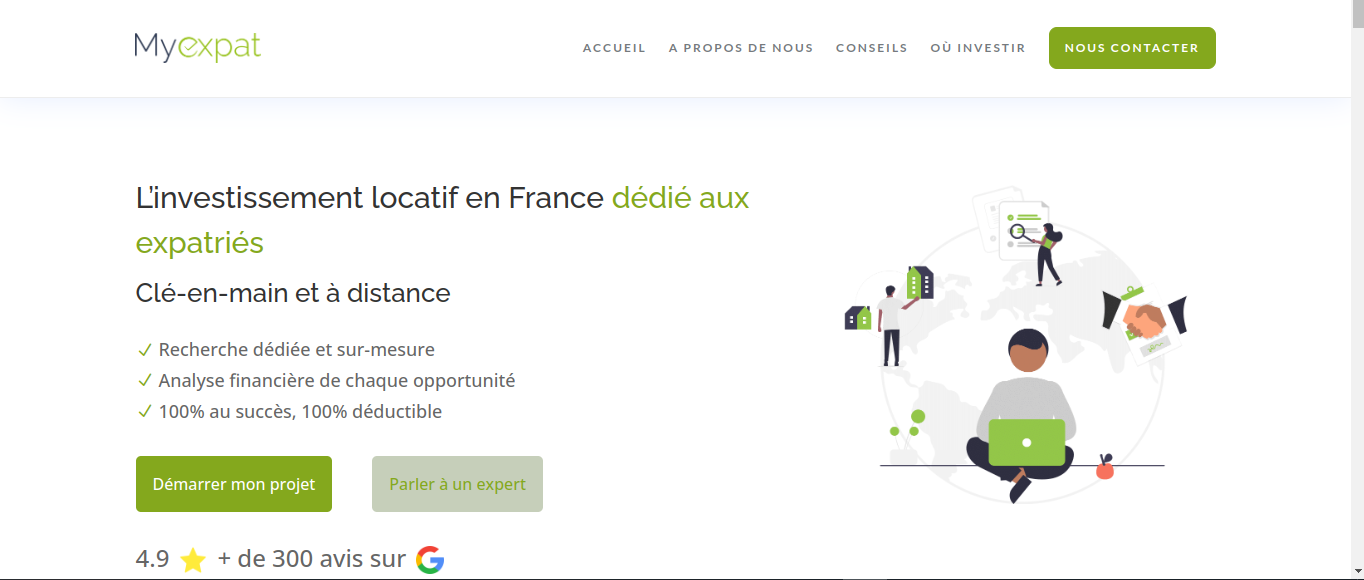 Myexpat
ACCUEIL
A PROPOS DE NOUS
CONSEILS
OÙ INVESTIR
NOUS CONTACTER
L’investissement locatif en France dédié aux
expatriés
Clé-en-main et à distance
Recherche dédiée et sur-mesure
Analyse financière de chaque opportunité
100% au succès, 100% déductible
Démarrer mon projet
Parler à un expert
4.9 + de 300 avis sur G